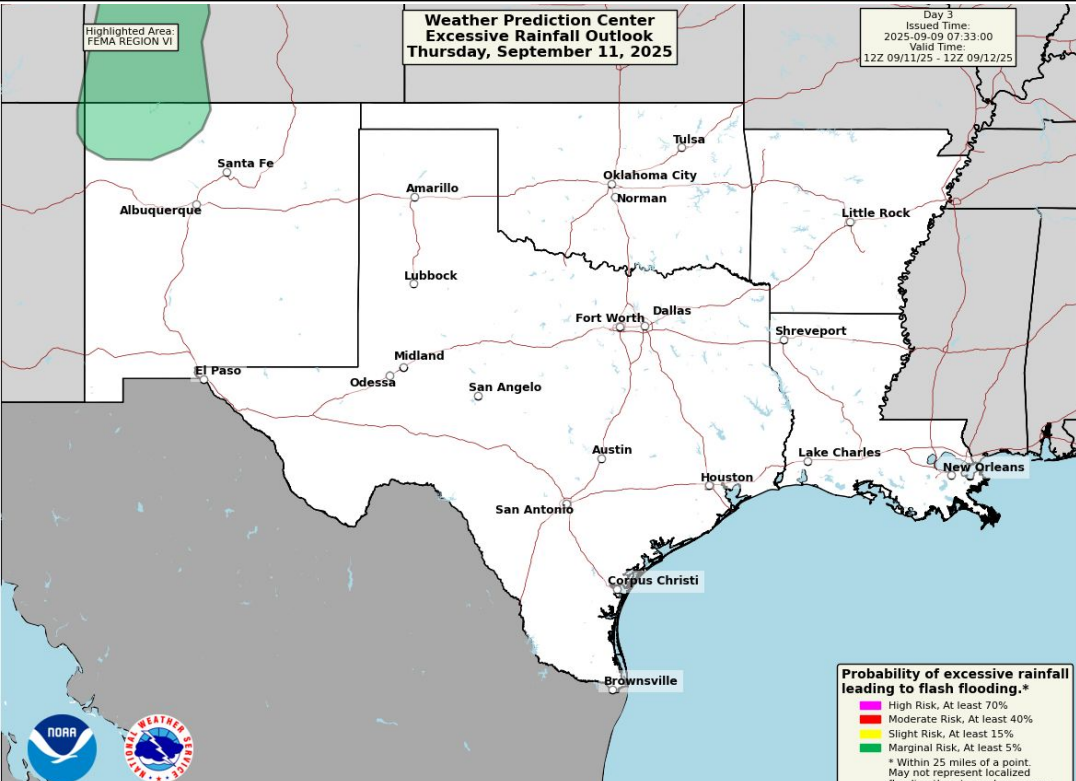 Highlighted Area:
FEMA REGION VI
Weather Prediction Center
Excessive Rainfall Outlook
Thursday, September 11, 2025
Day 3
Issued Time:
2025-09-09 07:33:00
Valid Time:
12Z 09/11/25 - 12Z 09/12/25
Tulsa
Santa Fe
Oklahoma City
Amarillo
Norman
Albuquerque
Little Rock
Lubbock
Dallas
Fort Worth
Shreveport
Midland
El Paso
Odessa
San Angelo
Austin
Lake Charles
New Orleans
Houston
San Antonio
Corpus Christi
Brownsville
Probability of excessive rainfall
leading to flash flooding.*
High Risk, At least 70%
Moderate Risk, At least 40%
Slight Risk, At least 15%
Marginal Risk, At least 5%
* Within 25 miles of a point.
May not represent localized
NOAA
NATIONAL WEATHER SERVICE